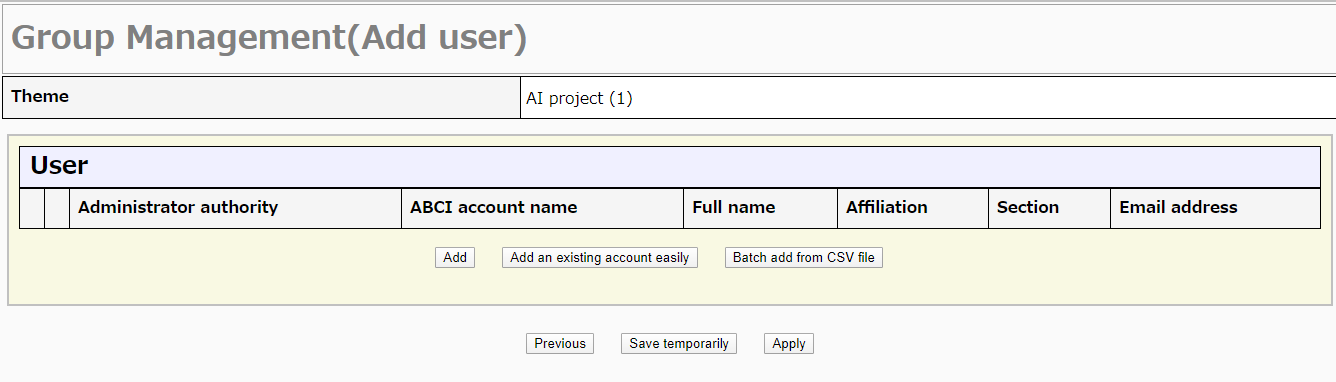 Group Management(Add user)
Theme AI project (1)
User
Administrator authority ABCI account name Full name Affiliation Section Email address
Add Add an existing account easily Batch add from CSV file
Previous Save temporarily Apply